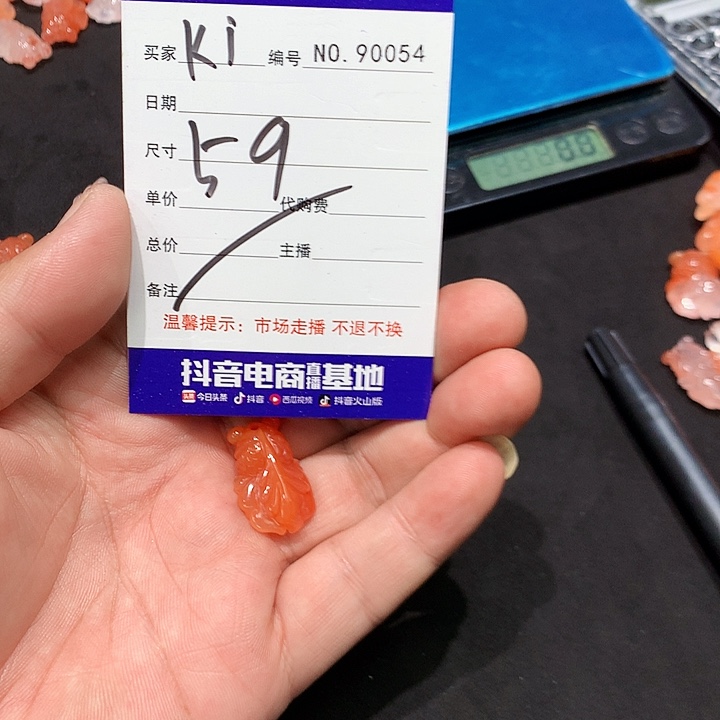 买家 Ki 编号 NO. 90054
日期
尺寸 59
单价 代购费
总价 主播
备注
温馨提示: 市场走播 不退不换
抖音电商直播基地
头条 今日头条 抖音 西瓜视频 抖音火山版